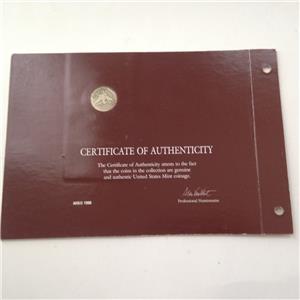 CERTIFICATE OF AUTHENTICITY
The Certificate of Authenticity attests to the fact
that the coins in the collection are genuine
and authentic United States Mint coinage.
Professional Numismatist